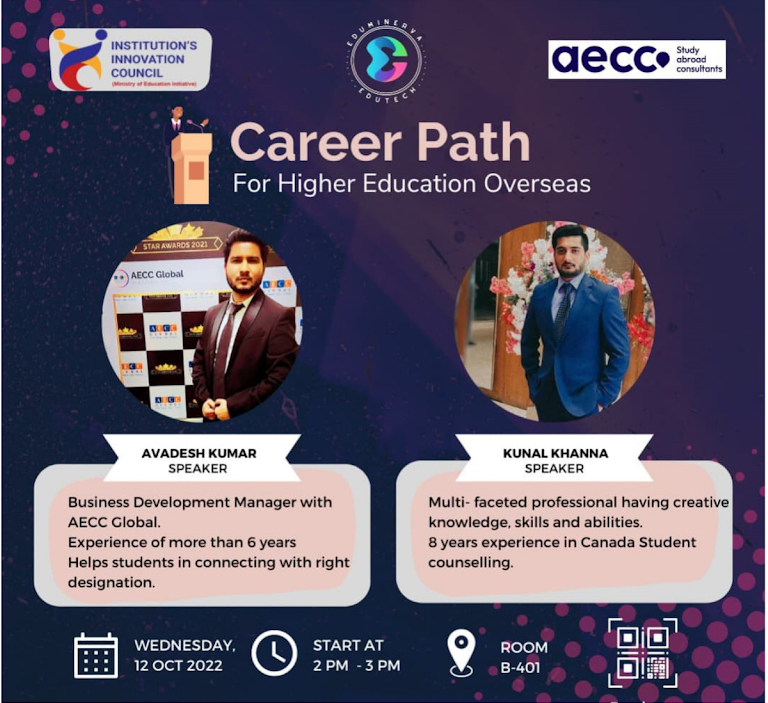 INSTITUTION'S
INNOVATION
COUNCIL
(Ministry of Education Initiative)
EDUMINERVA
EDUTECH
aecc
Study
abroad
consultants
Career Path
For Higher Education Overseas
STAR AWARDS 2021
AECC Global
AECC
GLOBAL
AECC
AECC
AVADESH KUMAR
SPEAKER
Business Development Manager with
AECC Global.
Experience of more than 6 years
Helps students in connecting with right
designation.
KUNAL KHANNA
SPEAKER
Multi- faceted professional having creative
knowledge, skills and abilities.
8 years experience in Canada Student
counselling.
WEDNESDAY,
12 OCT 2022
START AT
2 PM - 3 PM
ROOM
B-401